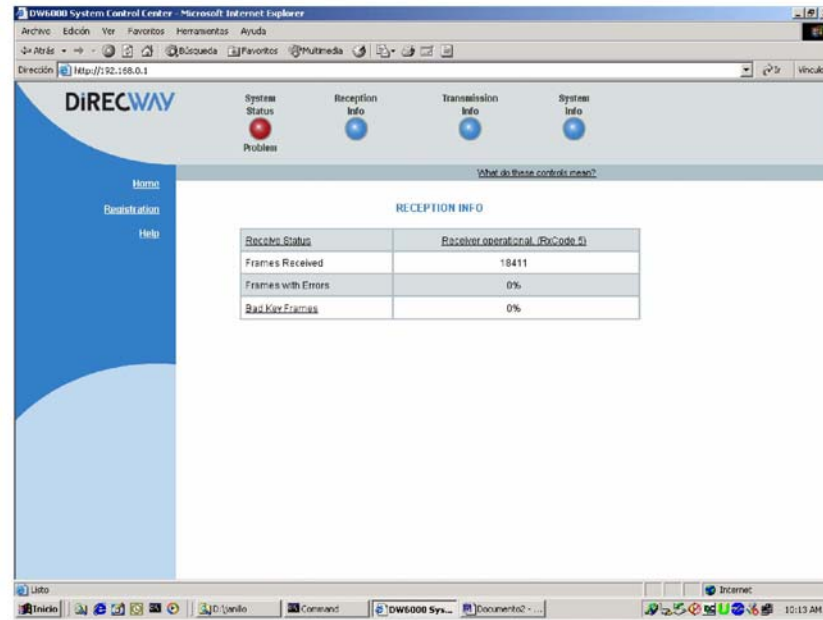 DW6000 System Control Center - Microsoft Internet Explorer
Archivo Edición Ver Favoritos Herramientas Ayuda
Atrás Búsqueda Favoritos Multimedia
Dirección http://192.168.0.1 Ir Vínculos
DiRECWAY
System Status
Problem
Reception Info
Transmission Info
System Info
What do these controls mean?
Home
Registration
Help
RECEPTION INFO
Receive Status Receiver operational. (RxCode 5)
Frames Received 18411
Frames with Errors 0%
Bad Key Frames 0%
Listo Internet
Inicio Command DW6000 Sys... Documento2 - ... 10:13 AM